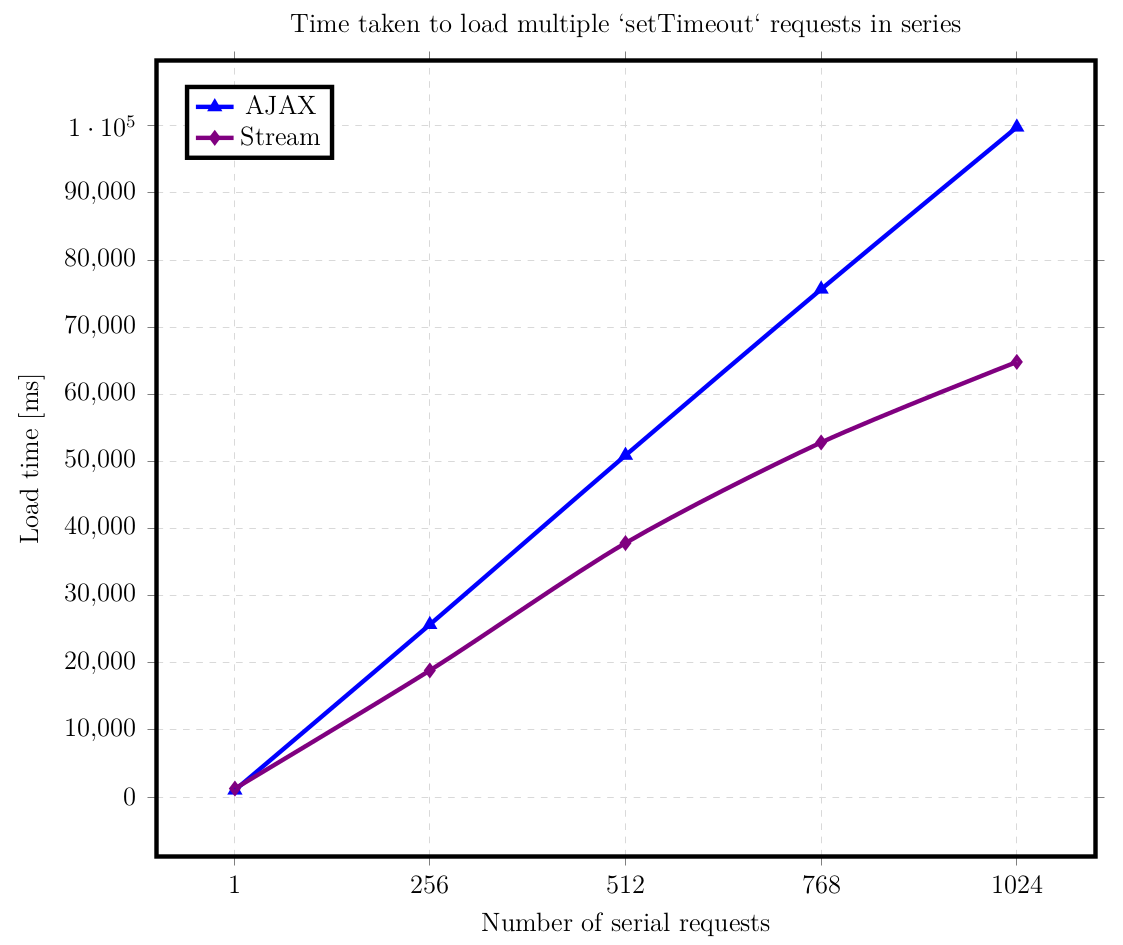 Time taken to load multiple ‘setTimeout‘ requests in series
AJAX
Stream
1 · 10⁵
90,000
80,000
70,000
60,000
50,000
40,000
30,000
20,000
10,000
0
Load time [ms]
1 256 512 768 1024
Number of serial requests